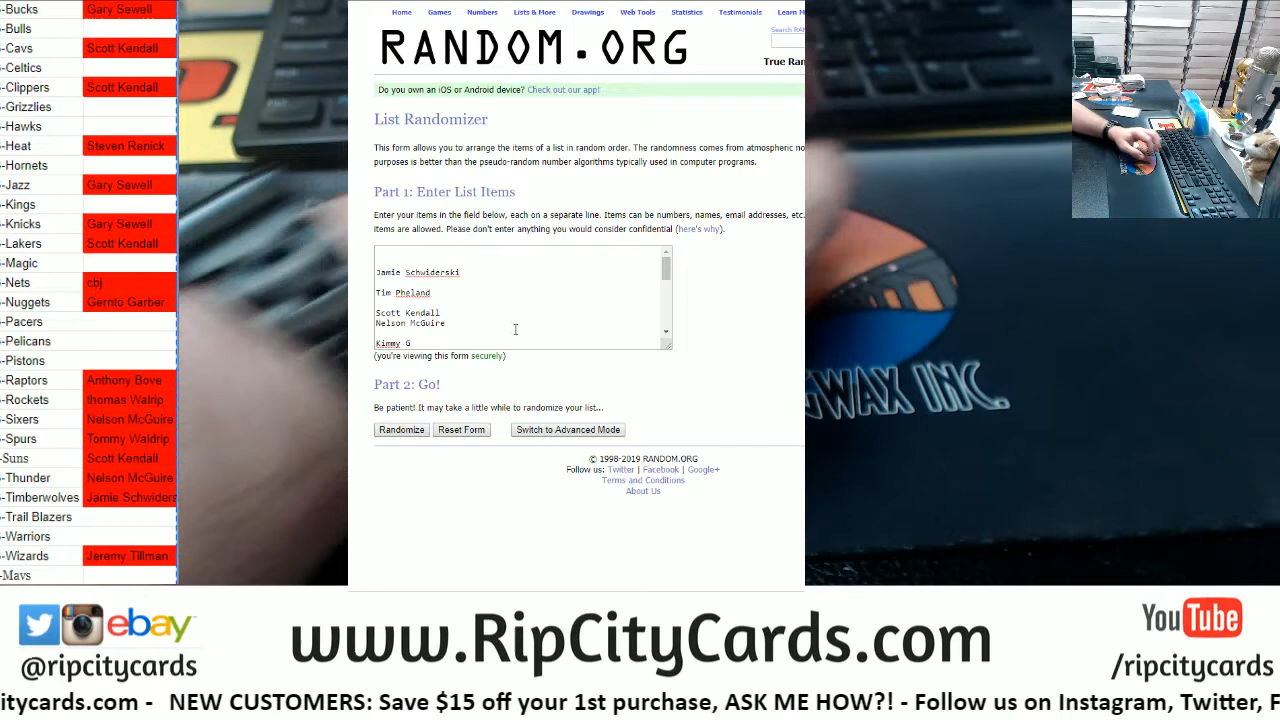 -Bucks Gary Sewell
-Bulls
-Cavs Scott Kendall
-Celtics
-Clippers Scott Kendall
-Grizzlies
-Hawks
-Heat Steven Renick
-Hornets
-Jazz Gary Sewell
-Kings
-Knicks Gary Sewell
-Lakers Scott Kendall
-Magic
-Nets cbj
-Nuggets Gernto Garber
-Pacers
-Pelicans
-Pistons
-Raptors Anthony Bove
-Rockets thomas Walrip
-Sixers Nelson McGuire
-Spurs Tommy Waldrip
-Suns Scott Kendall
-Thunder Nelson McGuire
-Timberwolves Jamie Schwiders
-Trail Blazers
-Warriors
-Wizards Jeremy Tillman
-Mavs
Home Games Numbers Lists & More Drawings Web Tools Statistics Testimonials Learn M
RANDOM.ORG
Search RAN
True Ran
Do you own an iOS or Android device? Check out our app!
List Randomizer
This form allows you to arrange the items of a list in random order. The randomness comes from atmospheric no
purposes is better than the pseudo-random number algorithms typically used in computer programs.
Part 1: Enter List Items
Enter your items in the field below, each on a separate line. Items can be numbers, names, email addresses, etc.
items are allowed. Please don't enter anything you would consider confidential (here's why).
Jamie Schwiderski
Tim Pheland
Scott Kendall
Nelson McGuire
Kimmy G
(you're viewing this form securely)
Part 2: Go!
Be patient! It may take a little while to randomize your list...
Randomize Reset Form Switch to Advanced Mode
© 1998-2019 RANDOM.ORG
Follow us: Twitter | Facebook | Google+
Terms and Conditions
About Us
GWAX INC.
ebay
@ripcitycards
www.RipCityCards.com
YouTube
/ripcitycards
citycards.com - NEW CUSTOMERS: Save $15 off your 1st purchase, ASK ME HOW?! - Follow us on Instagram, Twitter, F